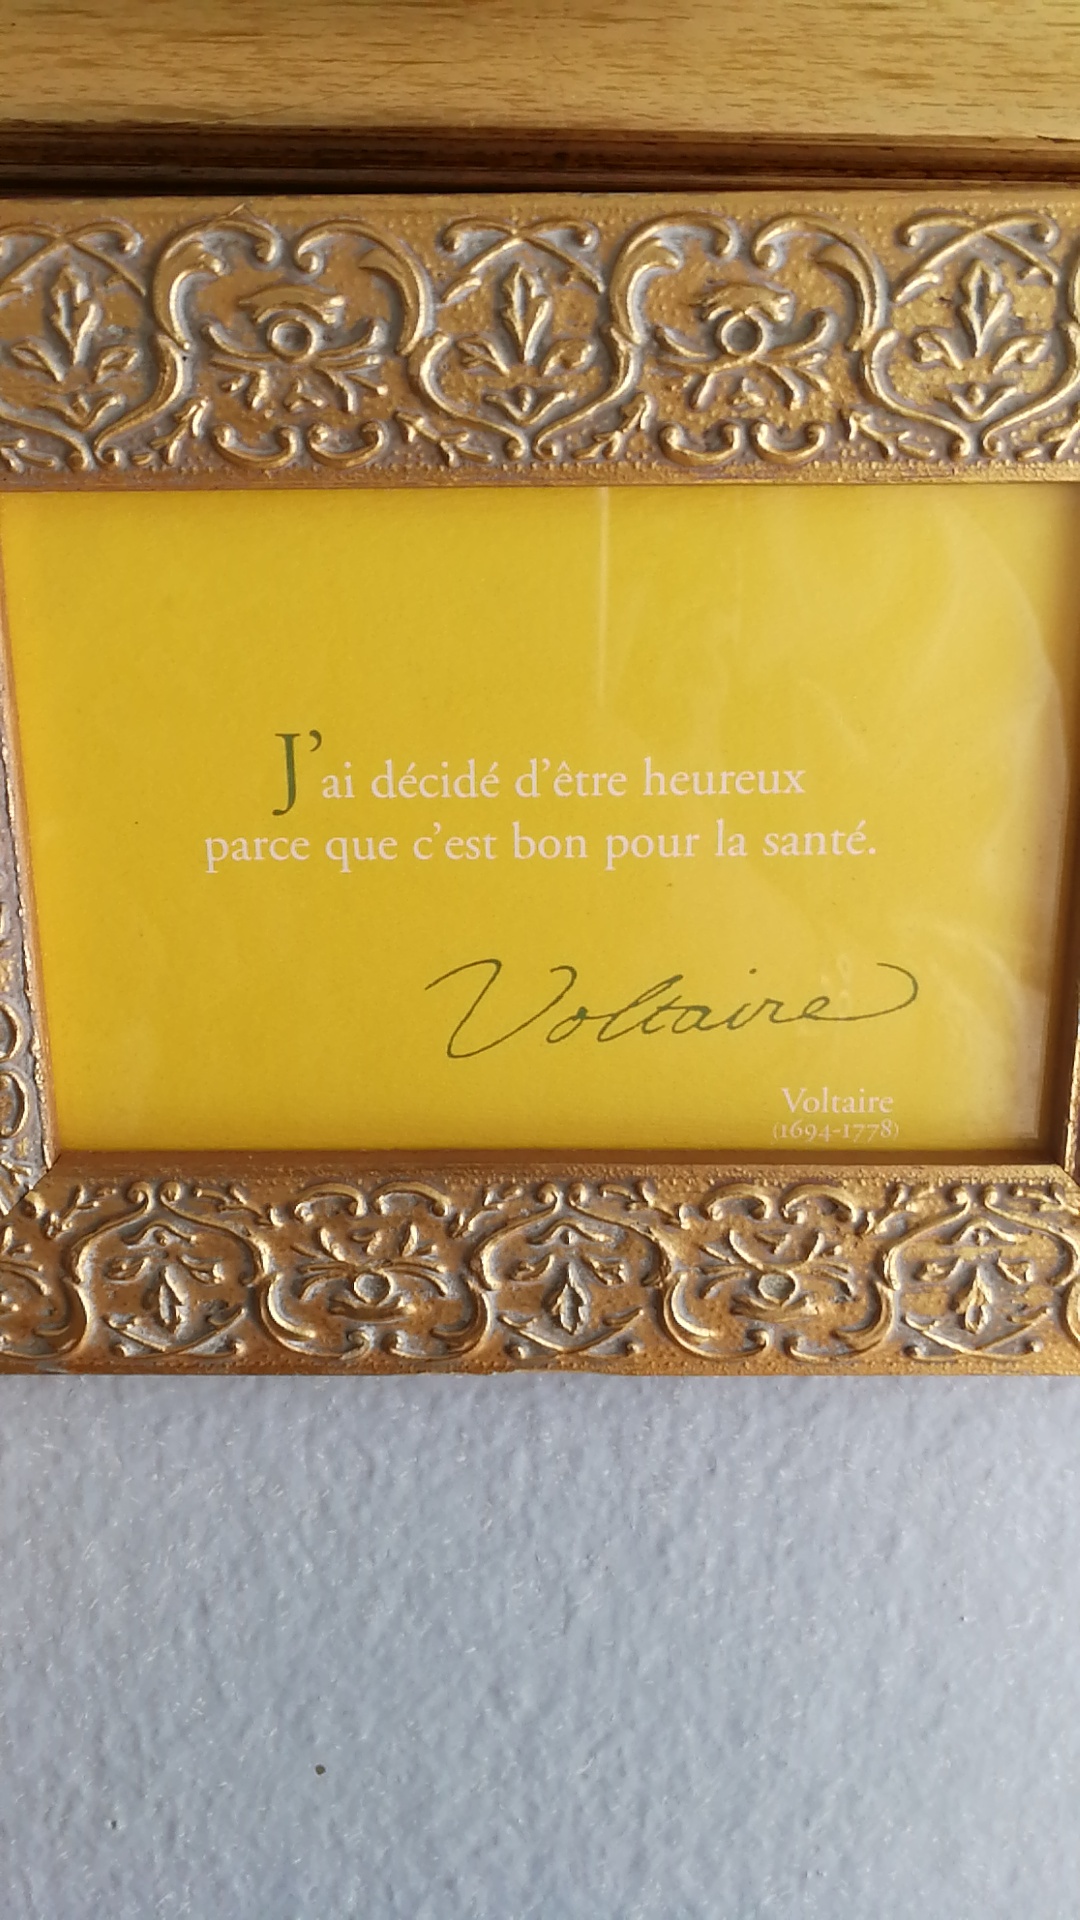 J'ai décidé d'être heureux
parce que c'est bon pour la santé.
Voltaire
Voltaire
(1694-1778)